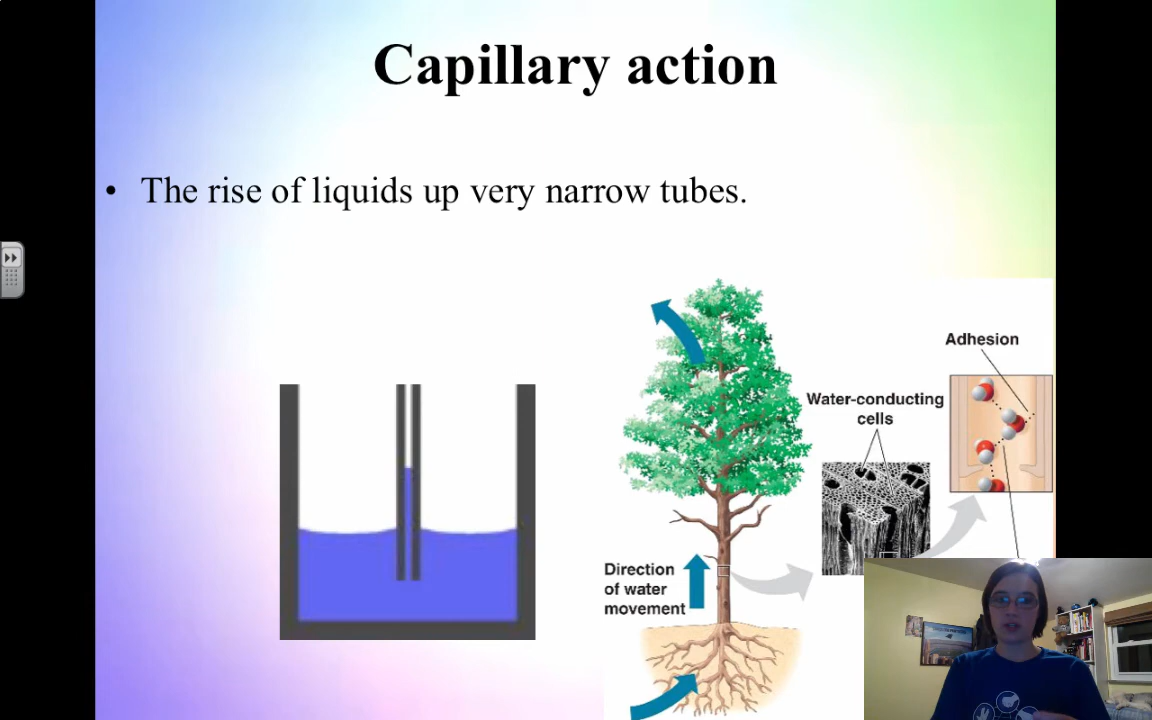 Capillary action
• The rise of liquids up very narrow tubes.
Adhesion
Water-conducting
cells
Direction
of water
movement